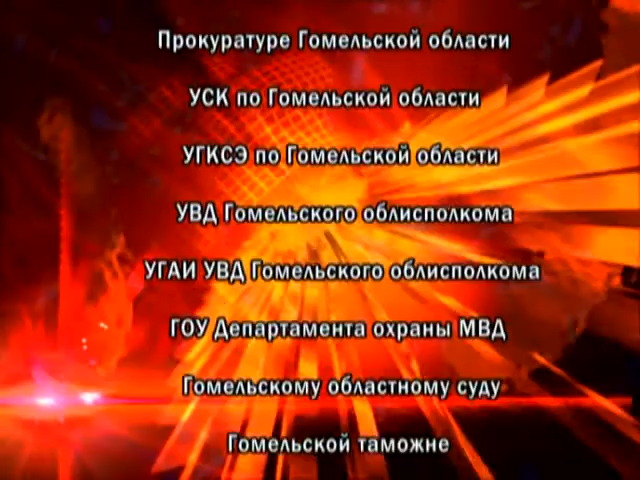 Прокуратуре Гомельской области
УСК по Гомельской области
УГКСЭ по Гомельской области
УВД Гомельского облисполкома
УГАИ УВД Гомельского облисполкома
ГОУ Департамента охраны МВД
Гомельскому областному суду
Гомельской таможне